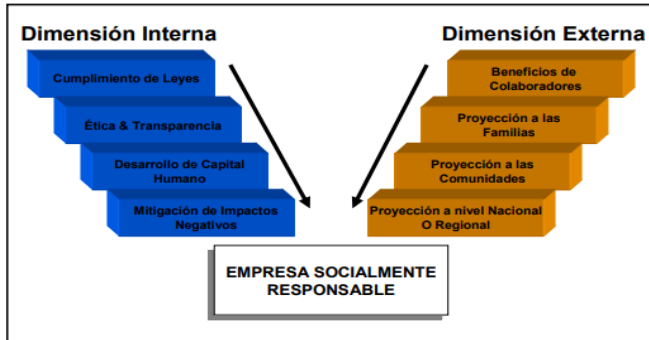 Dimensión Interna
Cumplimiento de Leyes
Ética & Transparencia
Desarrollo de Capital
Humano
Mitigación de Impactos
Negativos
Dimensión Externa
Beneficios de
Colaboradores
Proyección a las
Familias
Proyección a las
Comunidades
Proyección a nivel Nacional
O Regional
EMPRESA SOCIALMENTE
RESPONSABLE